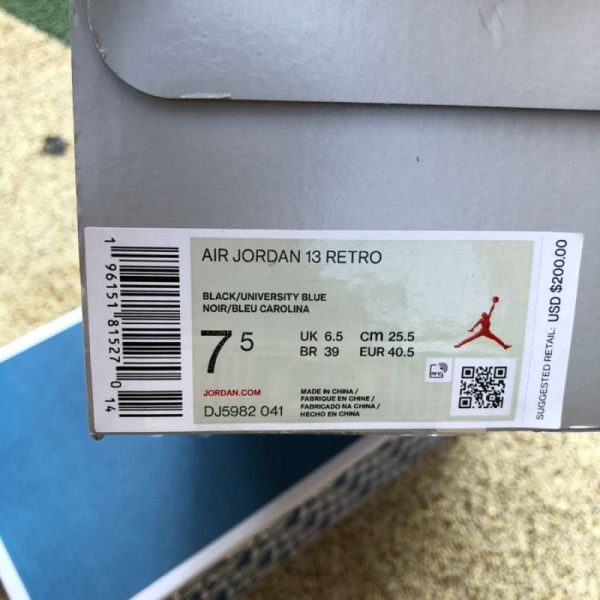 AIR JORDAN 13 RETRO
BLACK/UNIVERSITY BLUE
NOIR/BLEU CAROLINA
7 5
UK 6.5 cm 25.5
BR 39 EUR 40.5
JORDAN.COM
DJ5982 041
MADE IN CHINA /
FABRIQUE EN CHINE /
FABRICADO NA CHINA /
HECHO EN CHINA
1 96151 81527 0 14
SUGGESTED RETAIL: USD $200.00